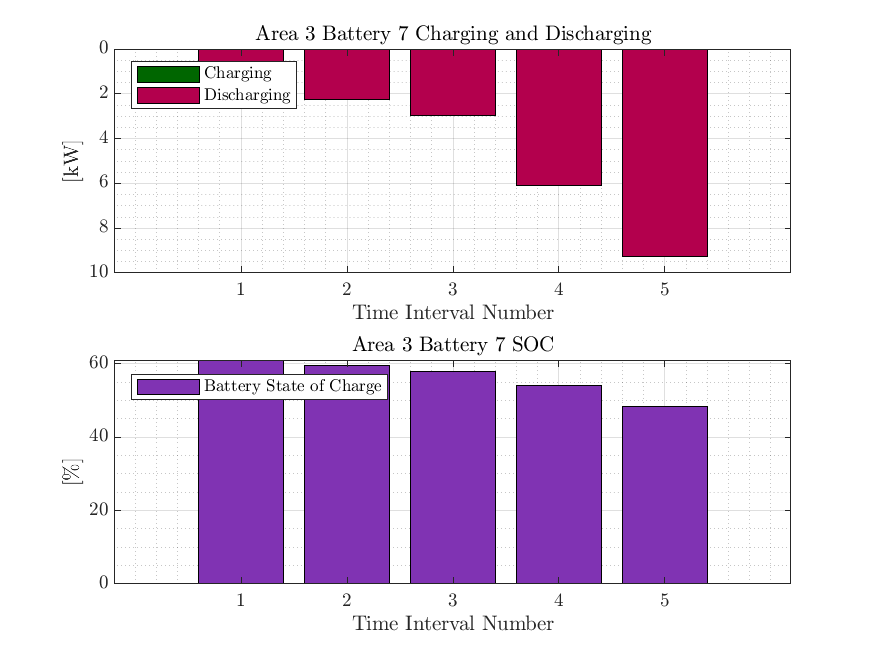 Area 3 Battery 7 Charging and Discharging
0
2
4
6
8
10
[kW]
Charging
Discharging
1 2 3 4 5
Time Interval Number
Area 3 Battery 7 SOC
60
40
20
0
[%]
Battery State of Charge
1 2 3 4 5
Time Interval Number